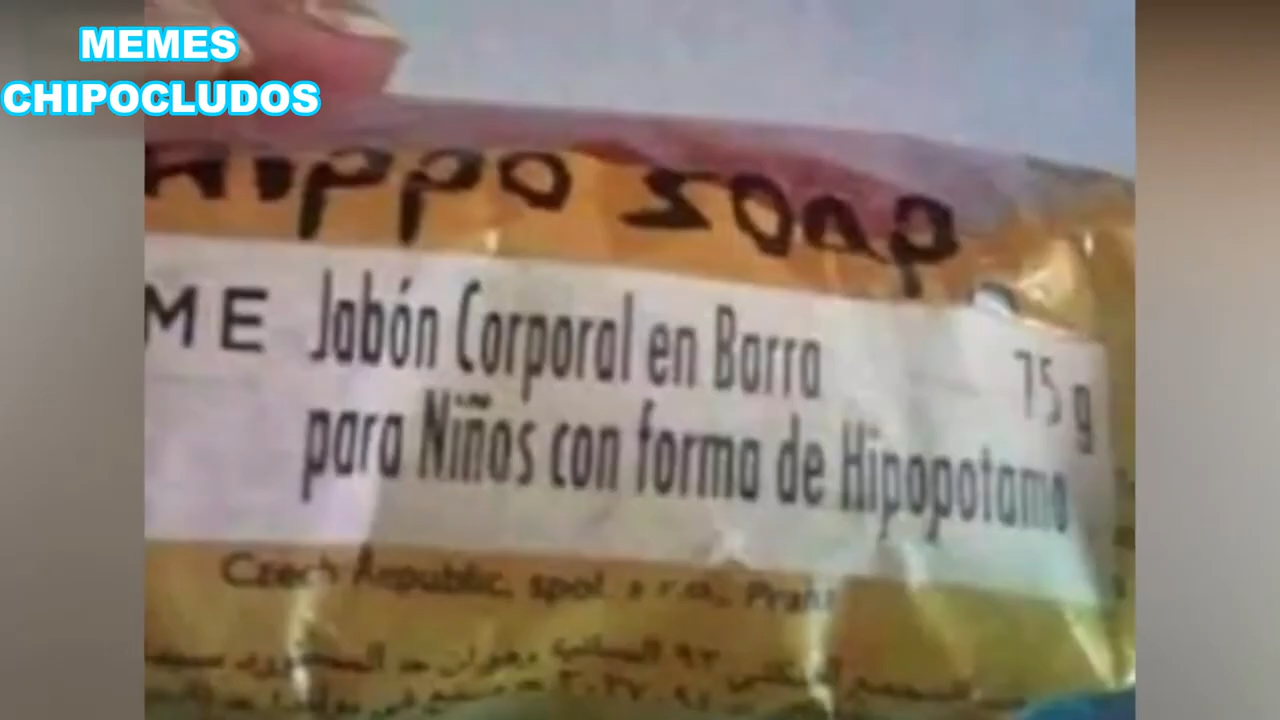 MEMES
CHIPOCLUDOS
Hippo soap
ME Jabón Corporal en Barra
para Niños con forma de Hipopotamo
75 g
Czech Republic, spol. s r.o., Praha